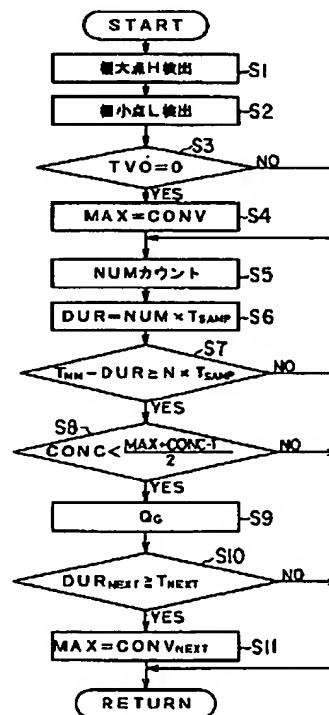 START
極大点H検出
S1
極小点L検出
S2
S3
TVO=0
NO
YES
MAX=CONV
S4
NUMカウント
S5
DUR=NUM×TSAMP
S6
S7
TMM-DUR≧N×TSAMP
NO
YES
S8
CONC<MAX+CONC-1/2
NO
YES
QG
S9
S10
DURNEXT≧TNEXT
NO
YES
MAX=CONVNEXT
S11
RETURN